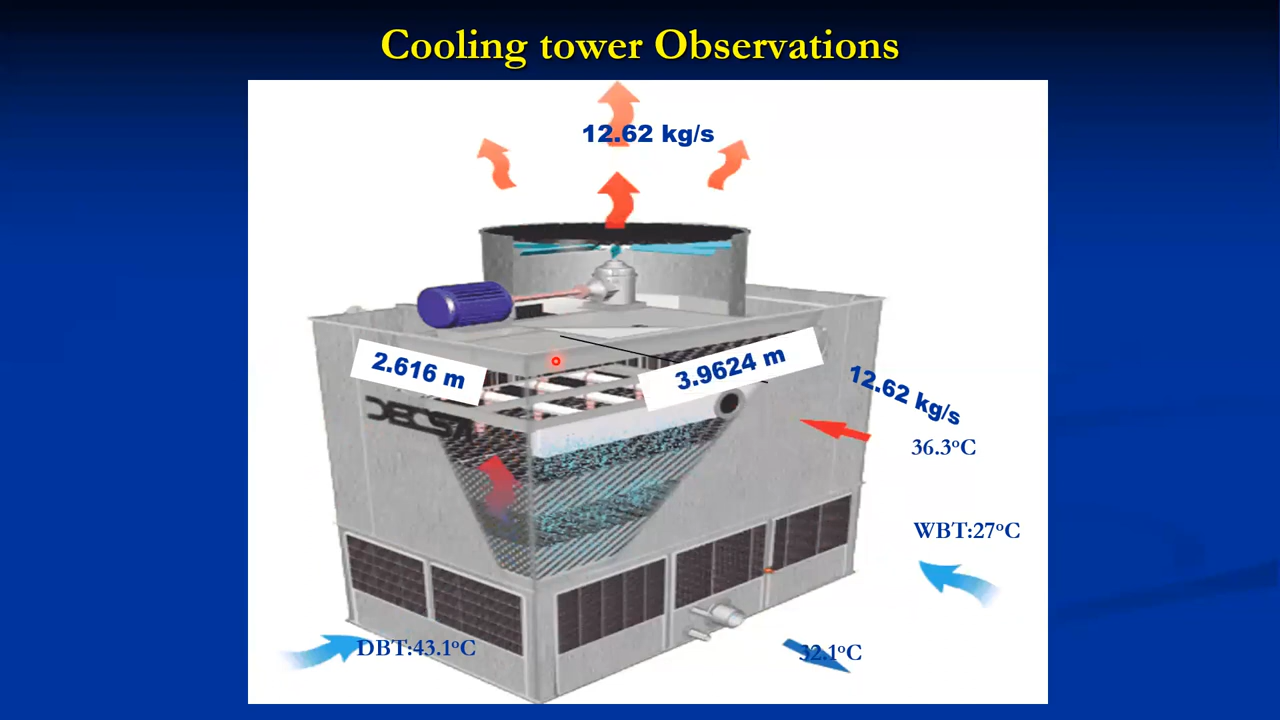 Cooling tower Observations
12.62 kg/s
2.616 m
3.9624 m
12.62 kg/s
DECSA
36.3°C
WBT:27°C
DBT:43.1°C
32.1°C